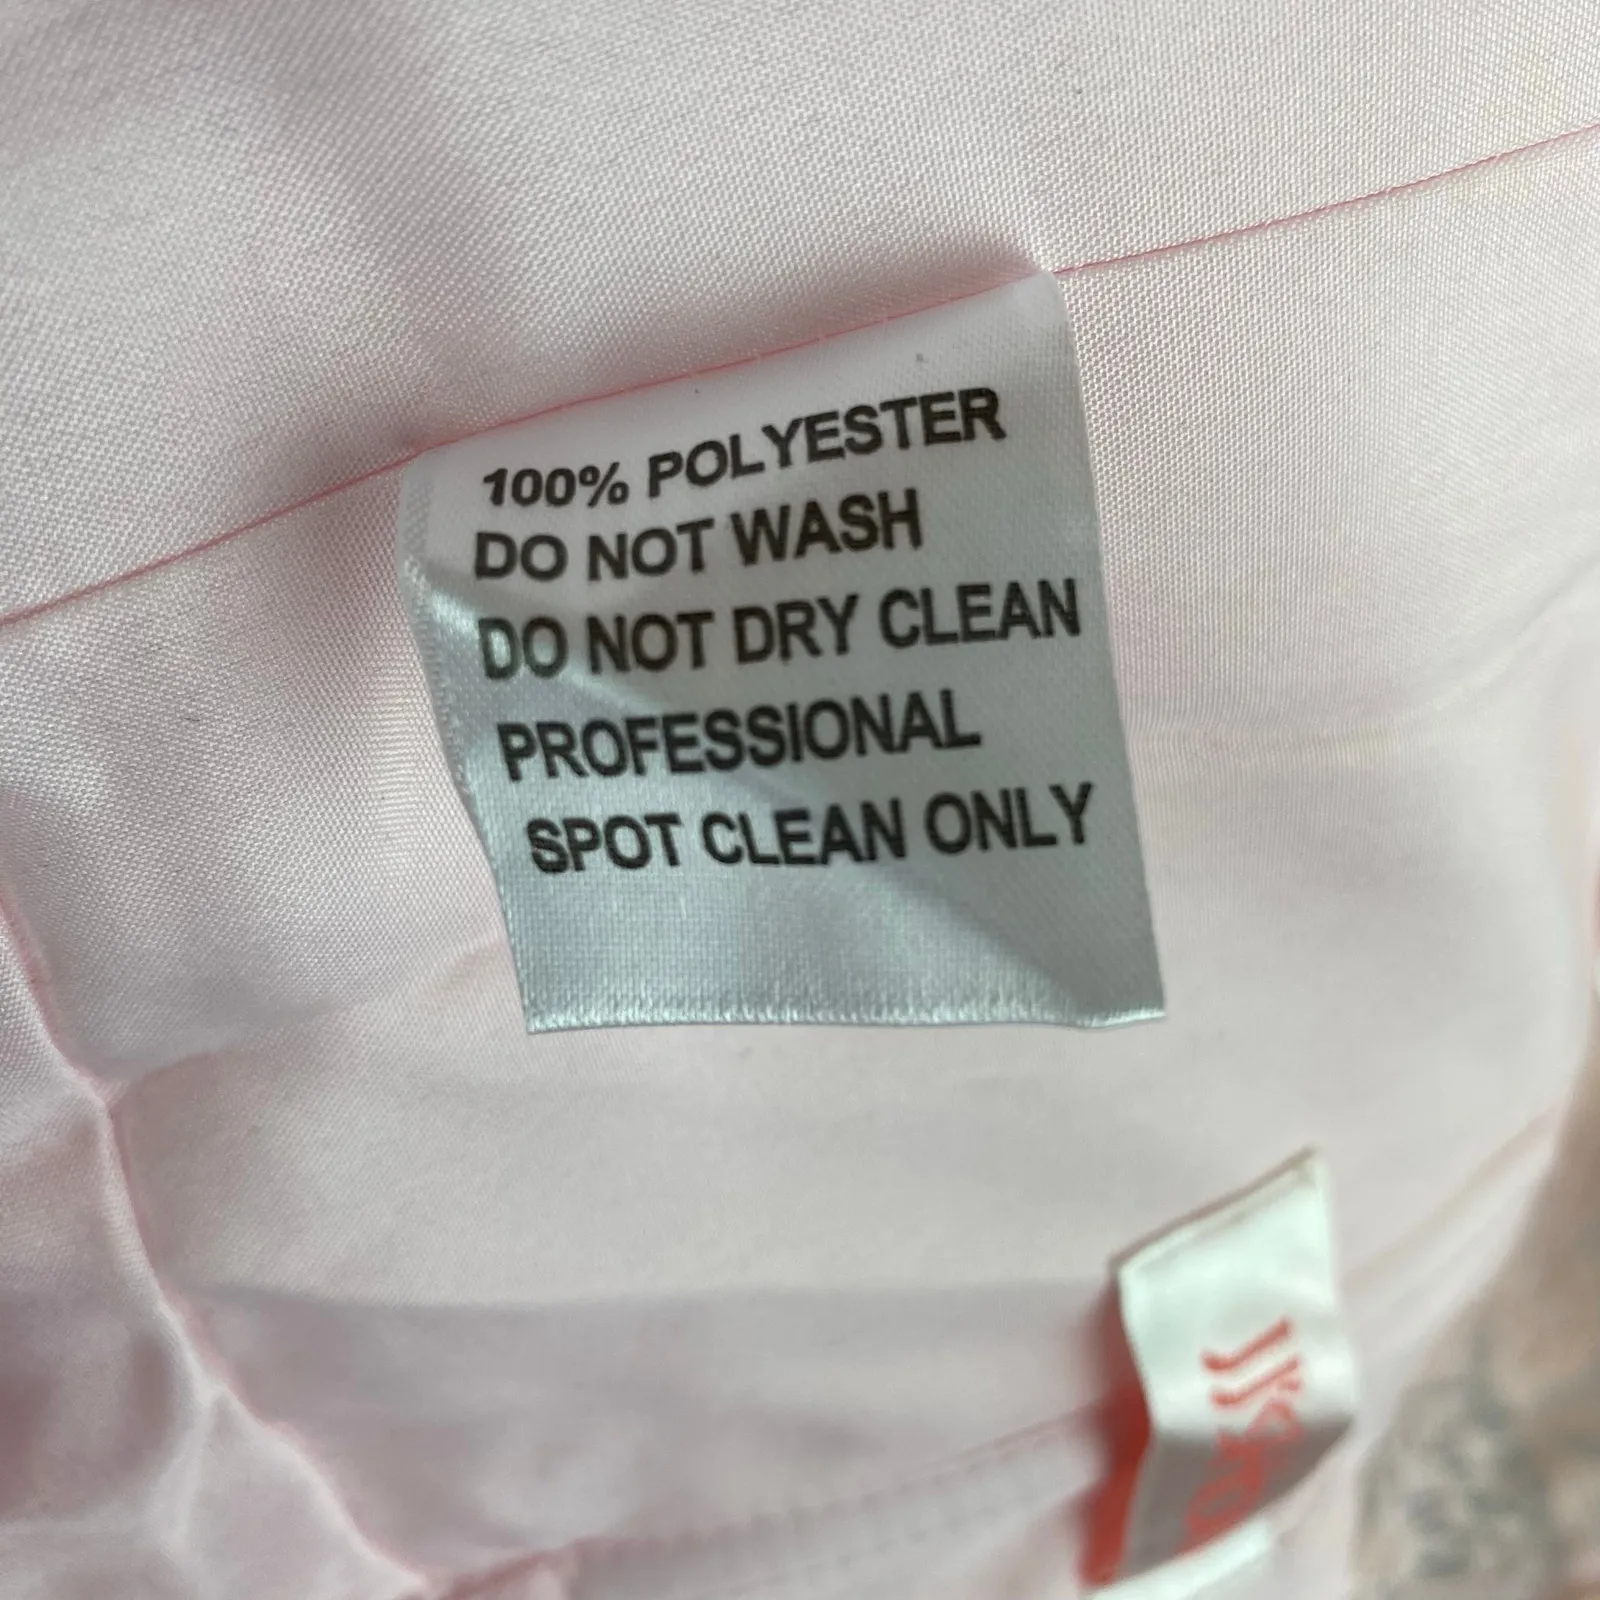 100% POLYESTER
DO NOT WASH
DO NOT DRY CLEAN
PROFESSIONAL
SPOT CLEAN ONLY